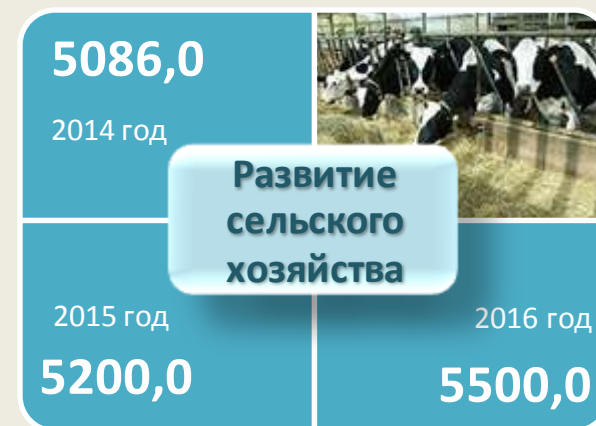 5086,0
2014 год
Развитие
сельского
хозяйства
2015 год
5200,0
2016 год
5500,0